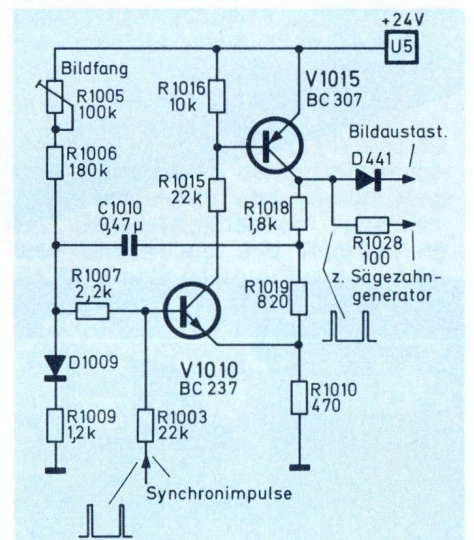 +24V
U5
Bildfang
R1005
100k
R1016
10k
V1015
BC 307
Bildaustast.
D441
R1006
180k
R1015
22k
C1010
0,47µ
R1018
1,8k
R1028
100
z. Sägezahn-
generator
R1007
2,2k
R1019
820
D1009
V1010
BC 237
R1009
1,2k
R1003
22k
R1010
470
Synchronimpulse